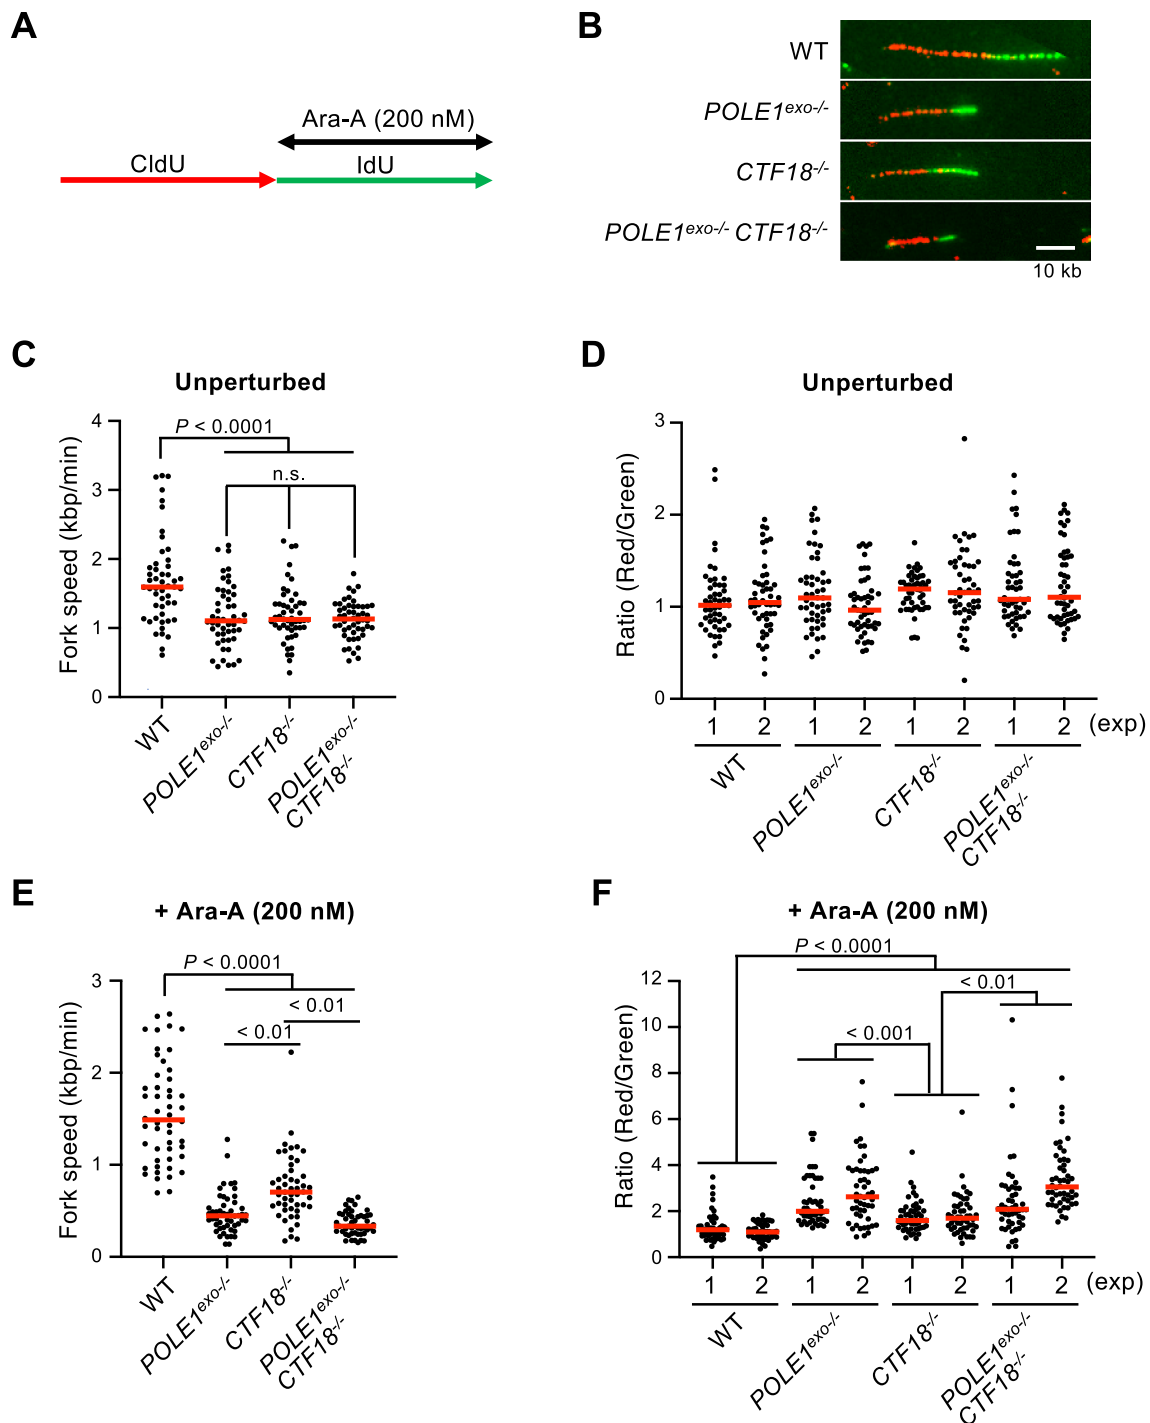 A
Ara-A (200 nM)
CldU
IdU
B
WT
POLE1exo-/-
CTF18-/-
POLE1exo-/- CTF18-/-
10 kb
C
Unperturbed
P < 0.0001
n.s.
Fork speed (kbp/min)
4
3
2
1
0
WT
POLE1exo-/-
CTF18-/-
POLE1exo-/-
CTF18-/-
D
Unperturbed
Ratio (Red/Green)
3
2
1
0
1 2 1 2 1 2 1 2 (exp)
WT
POLE1exo-/-
CTF18-/-
POLE1exo-/-
CTF18-/-
E
+ Ara-A (200 nM)
P < 0.0001
< 0.01
< 0.01
Fork speed (kbp/min)
3
2
1
0
WT
POLE1exo-/-
CTF18-/-
POLE1exo-/-
CTF18-/-
F
+ Ara-A (200 nM)
P < 0.0001
< 0.01
< 0.001
Ratio (Red/Green)
12
10
8
6
4
2
0
1 2 1 2 1 2 1 2 (exp)
WT
POLE1exo-/-
CTF18-/-
POLE1exo-/-
CTF18-/-